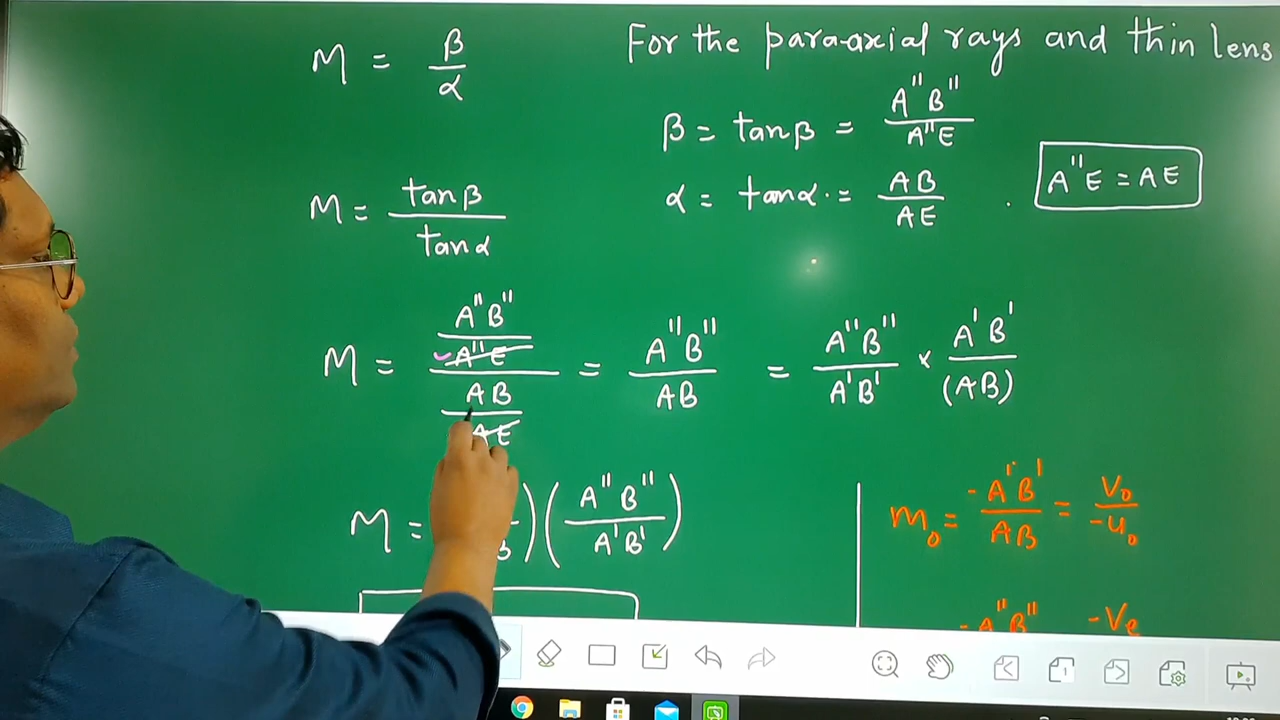 For the para-axial rays and thin lens
M = β/α
β = tanβ = A"B"/A"E
M = tanβ/tanα
α = tanα = AB/AE
A"E = AE
M = (A"B"/A"E)/(AB/AE) = A"B"/AB = A"B"/A'B' × A'B'/(AB)
M = ( B)(A"B"/A'B')
m₀ = -A'B'/AB = V₀/-u₀
-A"B" -Vₑ
1